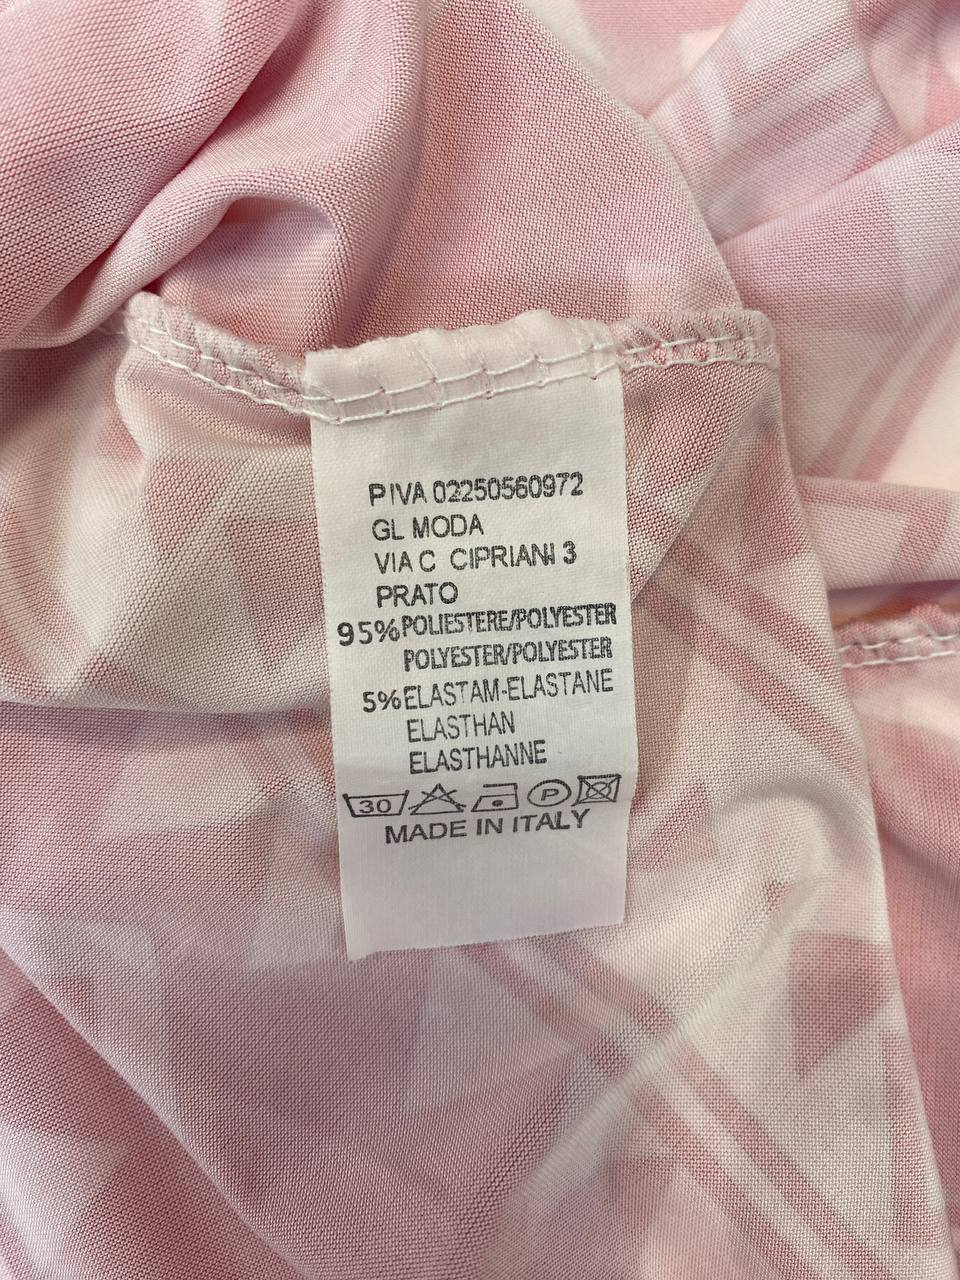 PIVA 02250560972
GL MODA
VIA C CIPRIANI 3
PRATO
95% POLIESTERE/POLYESTER
POLYESTER/POLYESTER
5% ELASTAM-ELASTANE
ELASTHAN
ELASTHANNE
30 P
MADE IN ITALY